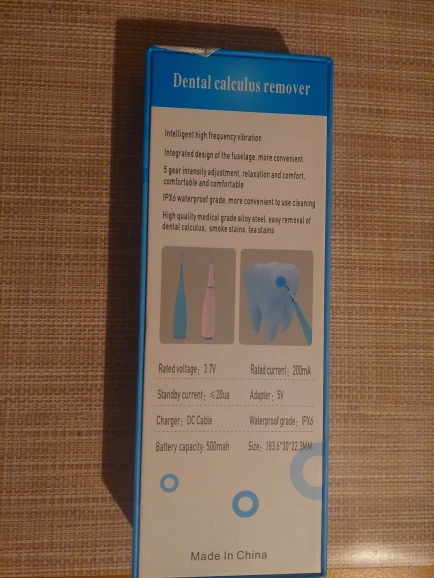 Dental calculus remover
Intelligent high frequency vibration
Integrated design of the fuselage, more convenient
5 gear intensity adjustment, relaxation and comfort,
comfortable and comfortable
IPX6 waterproof grade, more convenient to use cleaning
High quality medical grade alloy steel, easy removal of
dental calculus, smoke stains, tea stains
Rated voltage: 3.7V Rated current: 200mA
Standby current: ≤20ua Adapter: 5V
Charger: DC Cable Waterproof grade: IPX6
Battery capacity: 500mah Size: 183.6*30*22.3MM
Made In China